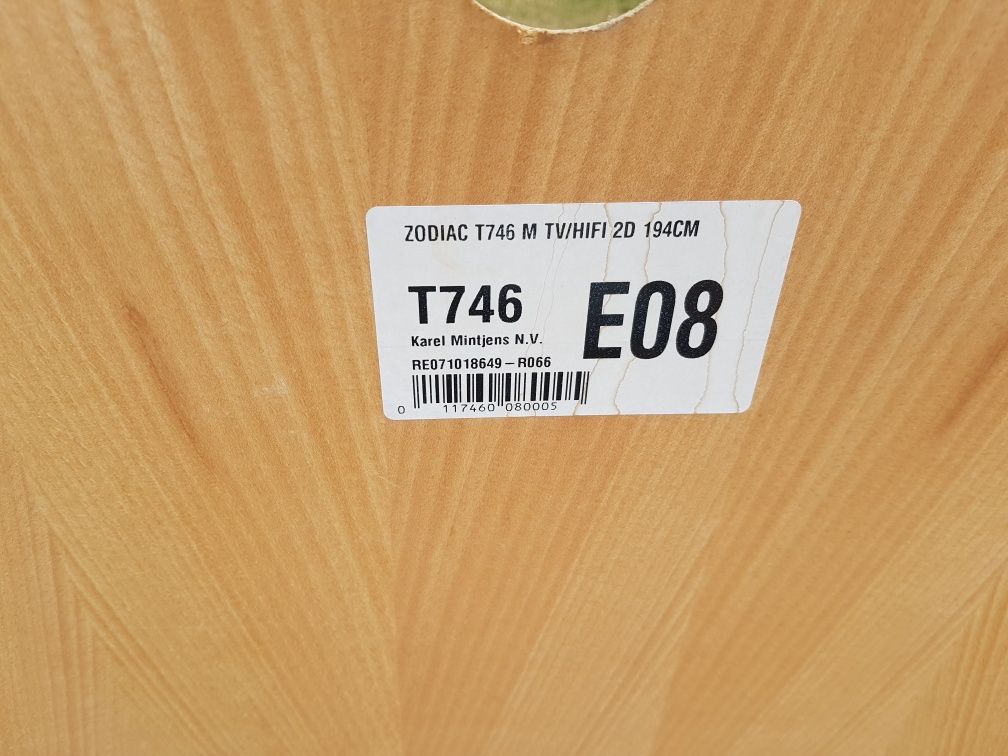 ZODIAC T746 M TV/HIFI 2D 194CM
T746
E08
Karel Mintjens N.V.
RE071018649-R066
0 117460 080005